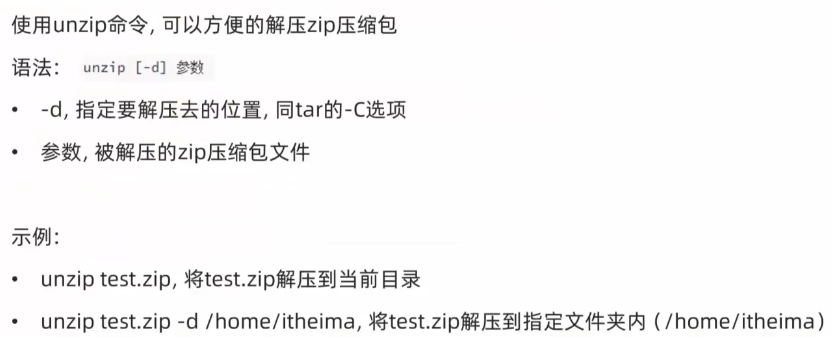 使用unzip命令, 可以方便的解压zip压缩包
语法: unzip [-d] 参数
• -d, 指定要解压去的位置, 同tar的-C选项
• 参数, 被解压的zip压缩包文件
示例:
• unzip test.zip, 将test.zip解压到当前目录
• unzip test.zip -d /home/itheima, 将test.zip解压到指定文件夹内 (/home/itheima)